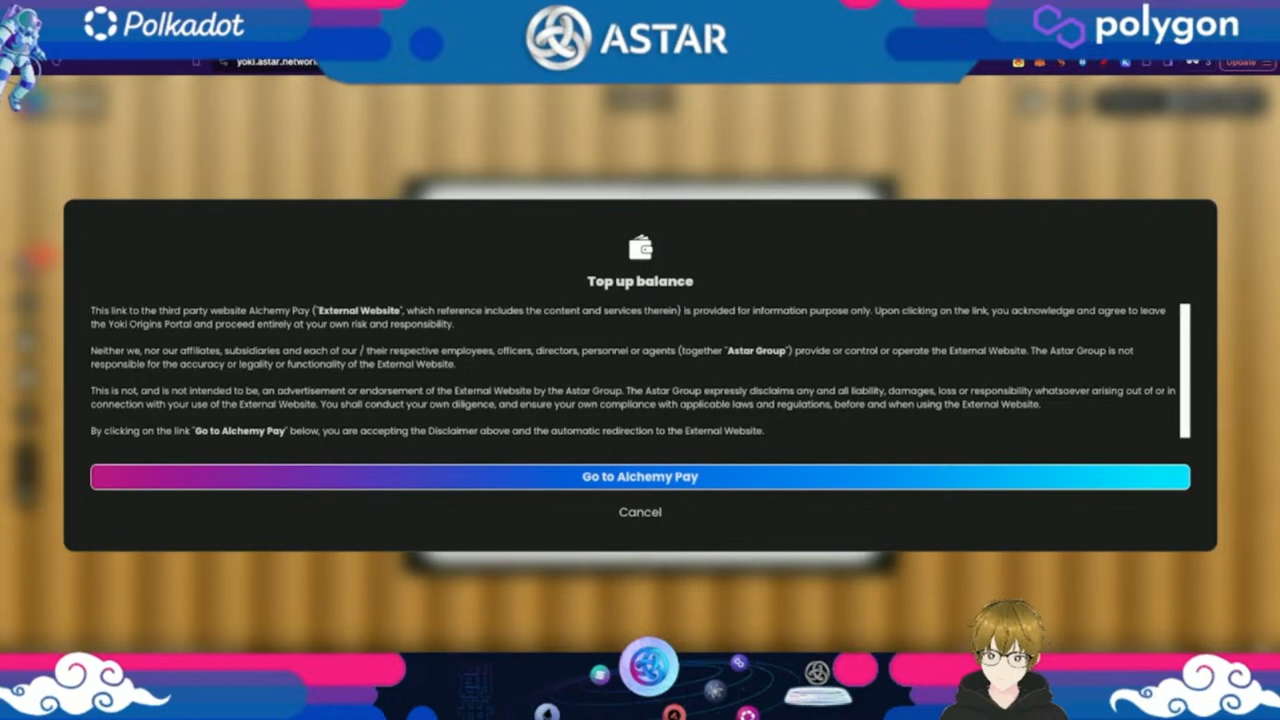 Polkadot
ASTAR
polygon
yoki.astar.network
Update
Top up balance
This link to the third party website Alchemy Pay ("External Website", which reference includes the content and services therein) is provided for information purpose only. Upon clicking on the link, you acknowledge and agree to leave
the Yoki Origins Portal and proceed entirely at your own risk and responsibility.
Neither we, nor our affiliates, subsidiaries and each of our / their respective employees, officers, directors, personnel or agents (together "Astar Group") provide or control or operate the External Website. The Astar Group is not
responsible for the accuracy or legality or functionality of the External Website.
This is not, and is not intended to be, an advertisement or endorsement of the External Website by the Astar Group. The Astar Group expressly disclaims any and all liability, damages, loss or responsibility whatsoever arising out of or in
connection with your use of the External Website. You shall conduct your own diligence, and ensure your own compliance with applicable laws and regulations, before and when using the External Website.
By clicking on the link "Go to Alchemy Pay" below, you are accepting the Disclaimer above and the automatic redirection to the External Website.
Go to Alchemy Pay
Cancel